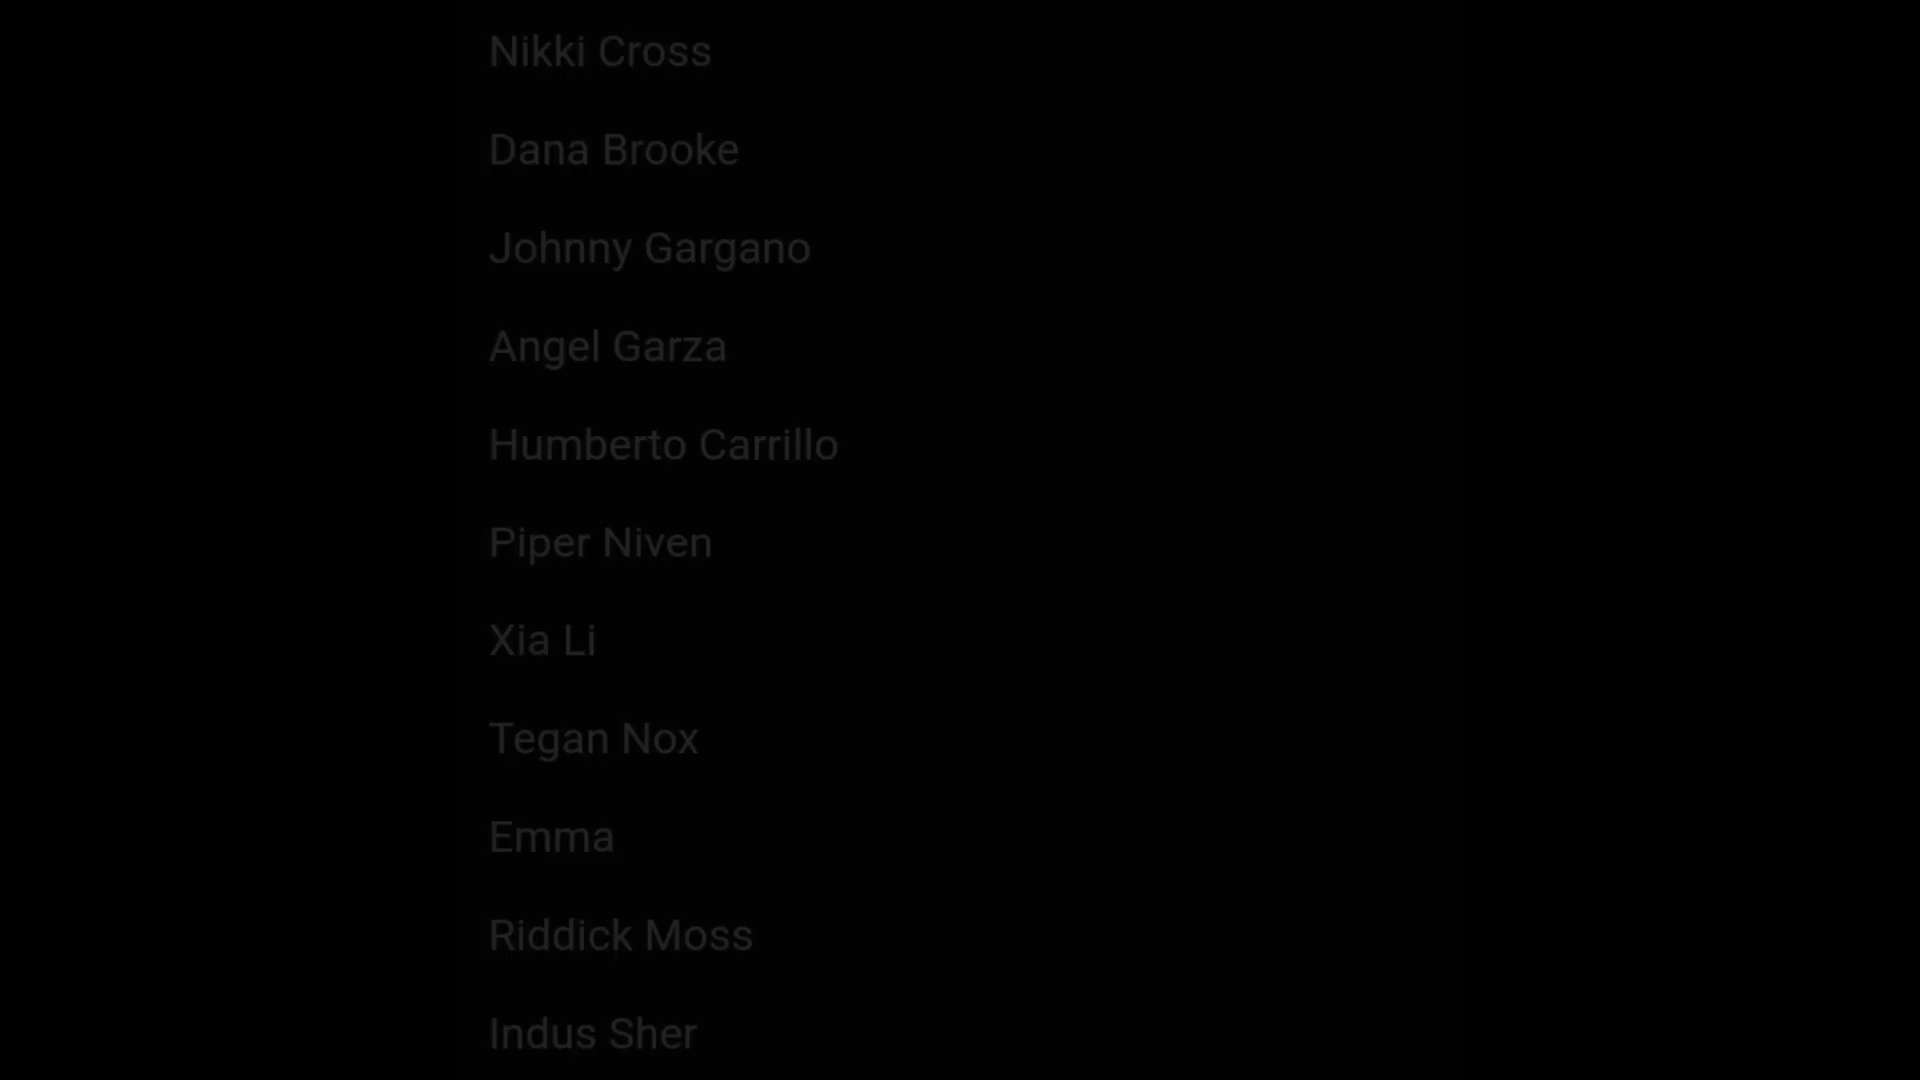 Nikki Cross
Dana Brooke
Johnny Gargano
Angel Garza
Humberto Carrillo
Piper Niven
Xia Li
Tegan Nox
Emma
Riddick Moss
Indus Sher